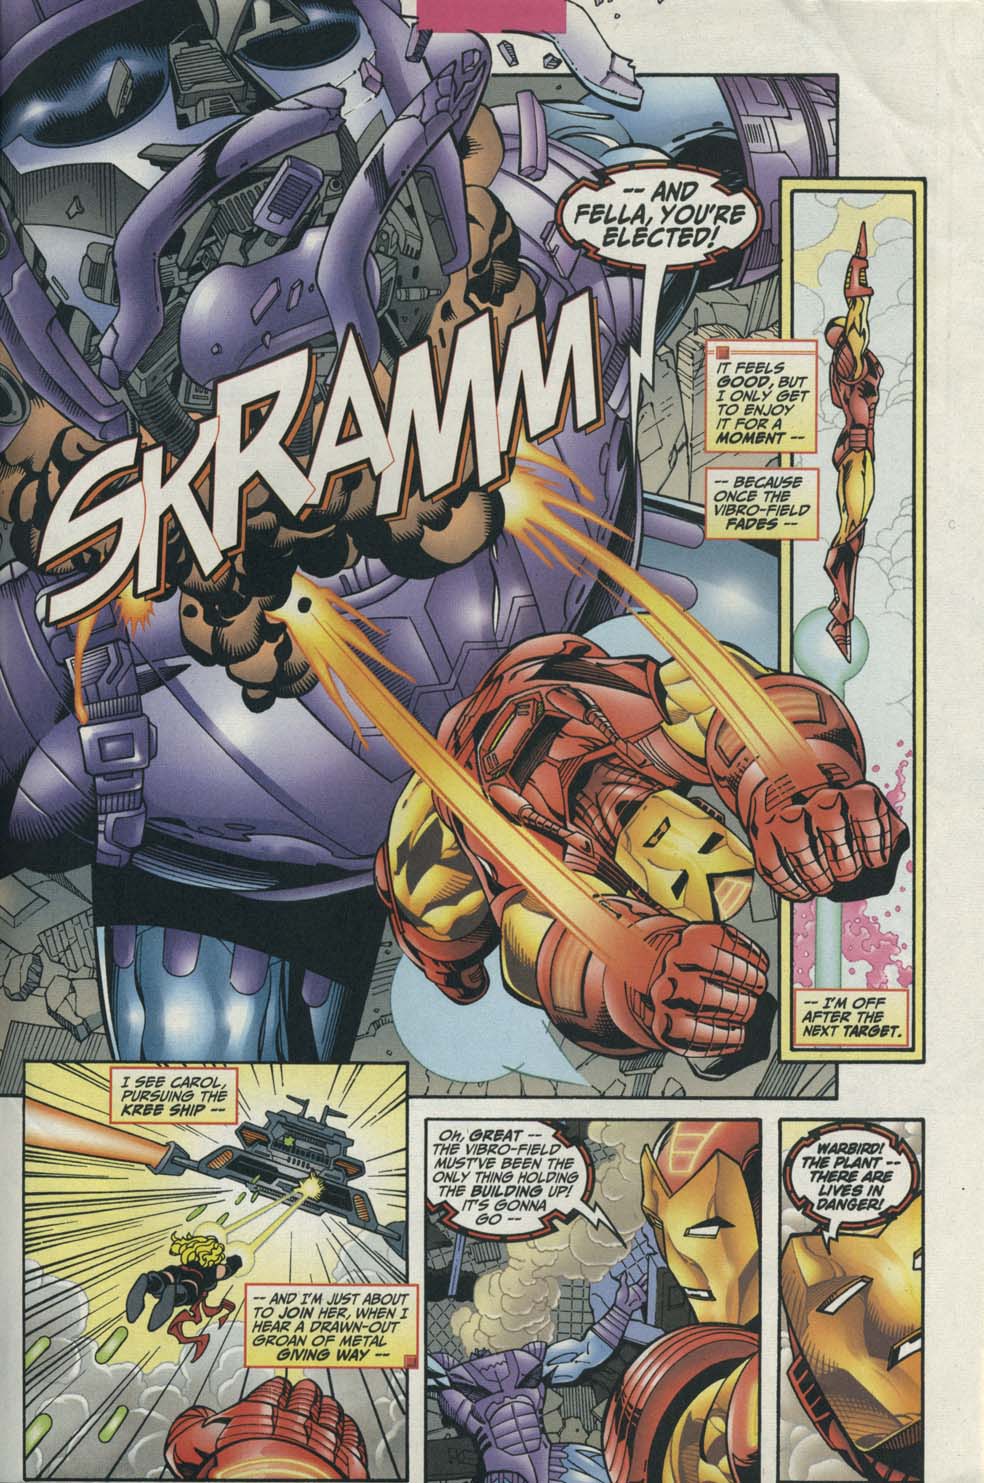 -- AND
FELLA, YOU'RE
ELECTED!
SKRAMM
IT FEELS
GOOD, BUT
I ONLY GET
TO ENJOY
IT FOR A
MOMENT --
-- BECAUSE
ONCE THE
VIBRO-FIELD
FADES --
-- I'M OFF
AFTER THE
NEXT TARGET.
I SEE CAROL,
PURSUING THE
KREE SHIP --
-- AND I'M JUST ABOUT
TO JOIN HER, WHEN I
HEAR A DRAWN-OUT
GROAN OF METAL
GIVING WAY --
OH, GREAT --
THE VIBRO-FIELD
MUST'VE BEEN THE
ONLY THING HOLDING
THE BUILDING UP!
IT'S GONNA
GO --
WARBIRD!
THE PLANT --
THERE ARE
LIVES IN
DANGER!